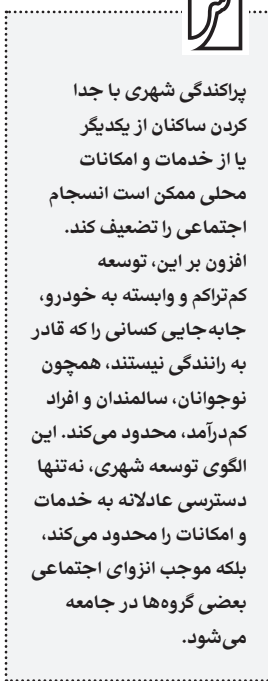 پراکندگی شهری با جدا
کردن ساکنان از یکدیگر
یا از خدمات و امکانات
محلی ممکن است انسجام
اجتماعی را تضعیف کند.
افزون بر این، توسعه
کم‌تراکم و وابسته به خودرو،
جابه‌جایی کسانی را که قادر
به رانندگی نیستند، همچون
نوجوانان، سالمندان و افراد
کم‌درآمد، محدود می‌کند. این
الگوی توسعه شهری، نه‌تنها
دسترسی عادلانه به خدمات
و امکانات را محدود می‌کند،
بلکه موجب انزوای اجتماعی
بعضی گروه‌ها در جامعه
می‌شود.